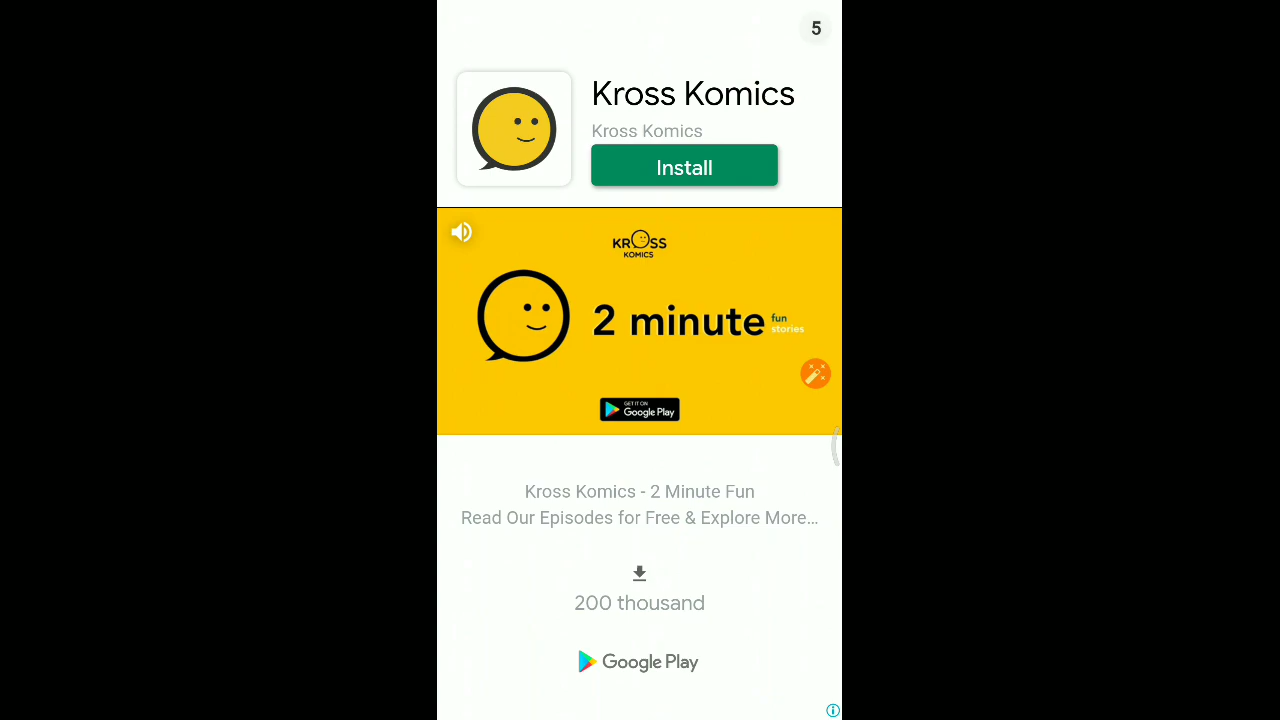 5
Kross Komics
Kross Komics
Install
KROSS
KOMICS
2 minute fun
stories
GET IT ON
Google Play
Kross Komics - 2 Minute Fun
Read Our Episodes for Free & Explore More...
200 thousand
Google Play